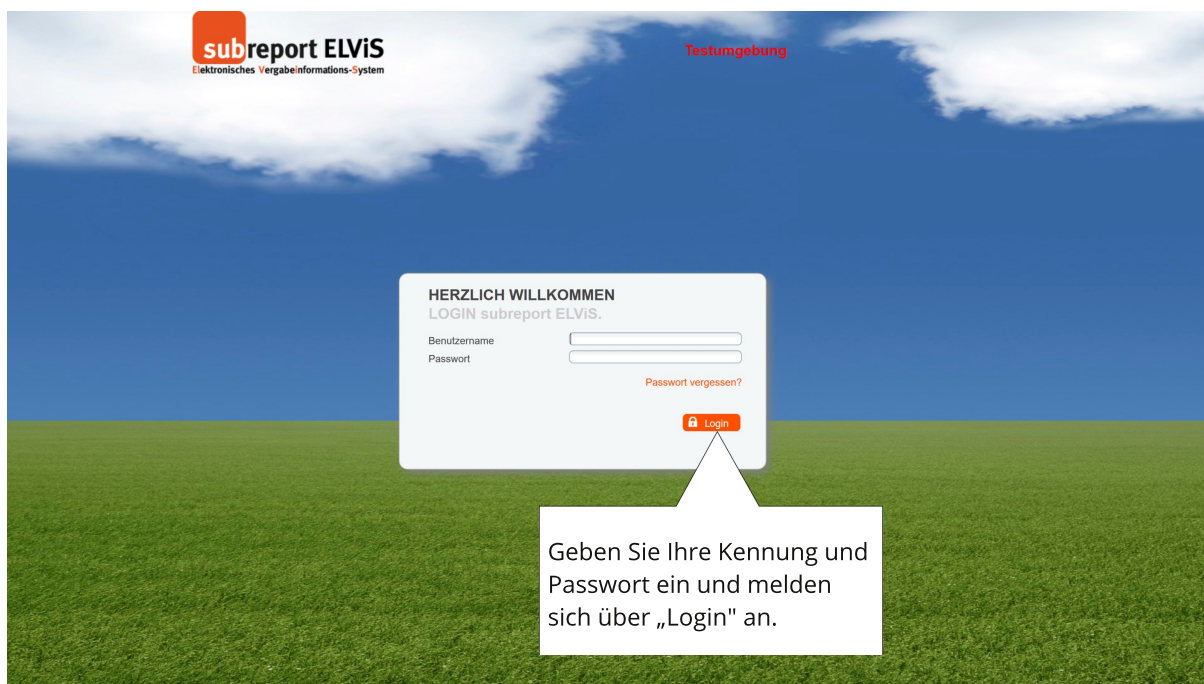 subreport ELViS
Elektronisches Vergabeinformations-System
Testumgebung
HERZLICH WILLKOMMEN
LOGIN subreport ELViS.
Benutzername
Passwort
Passwort vergessen?
Login
Geben Sie Ihre Kennung und
Passwort ein und melden
sich über „Login" an.